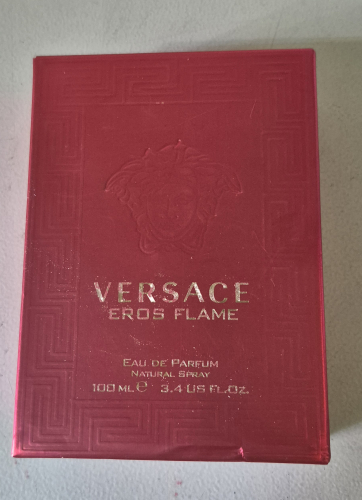 VERSACE
EROS FLAME
EAU DE PARFUM
NATURAL SPRAY
100 ML ℮ 3.4 US FL.OZ.